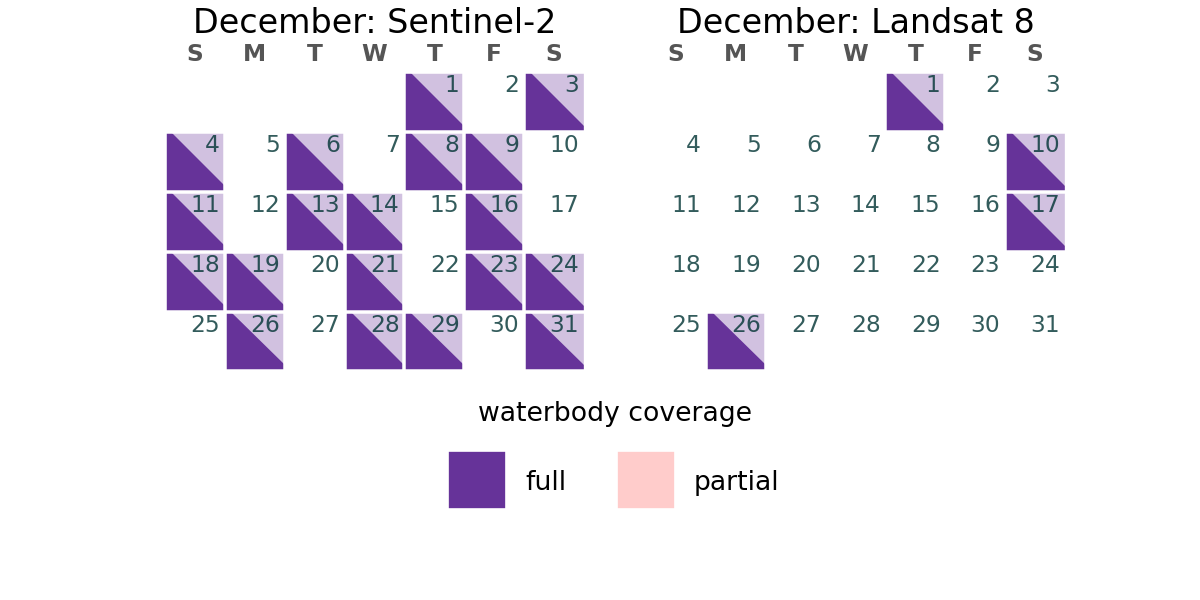 December: Sentinel-2
S M T W T F S
1 2 3
4 5 6 7 8 9 10
11 12 13 14 15 16 17
18 19 20 21 22 23 24
25 26 27 28 29 30 31
December: Landsat 8
S M T W T F S
1 2 3
4 5 6 7 8 9 10
11 12 13 14 15 16 17
18 19 20 21 22 23 24
25 26 27 28 29 30 31
waterbody coverage
full partial